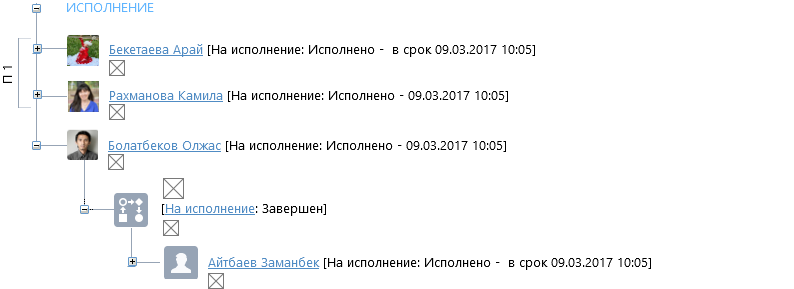 ИСПОЛНЕНИЕ
Бекетаева Арай [На исполнение: Исполнено - в срок 09.03.2017 10:05]
П 1
Рахманова Камила [На исполнение: Исполнено - 09.03.2017 10:05]
Болатбеков Олжас [На исполнение: Исполнено - 09.03.2017 10:05]
[На исполнение: Завершен]
Айтбаев Заманбек [На исполнение: Исполнено - в срок 09.03.2017 10:05]